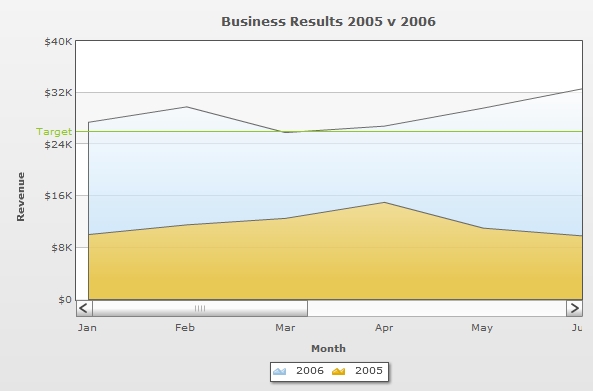 Business Results 2005 v 2006
$40K
$32K
Target
$24K
$16K
$8K
$0
Revenue
Jan Feb Mar Apr May Ju
Month
2006 2005